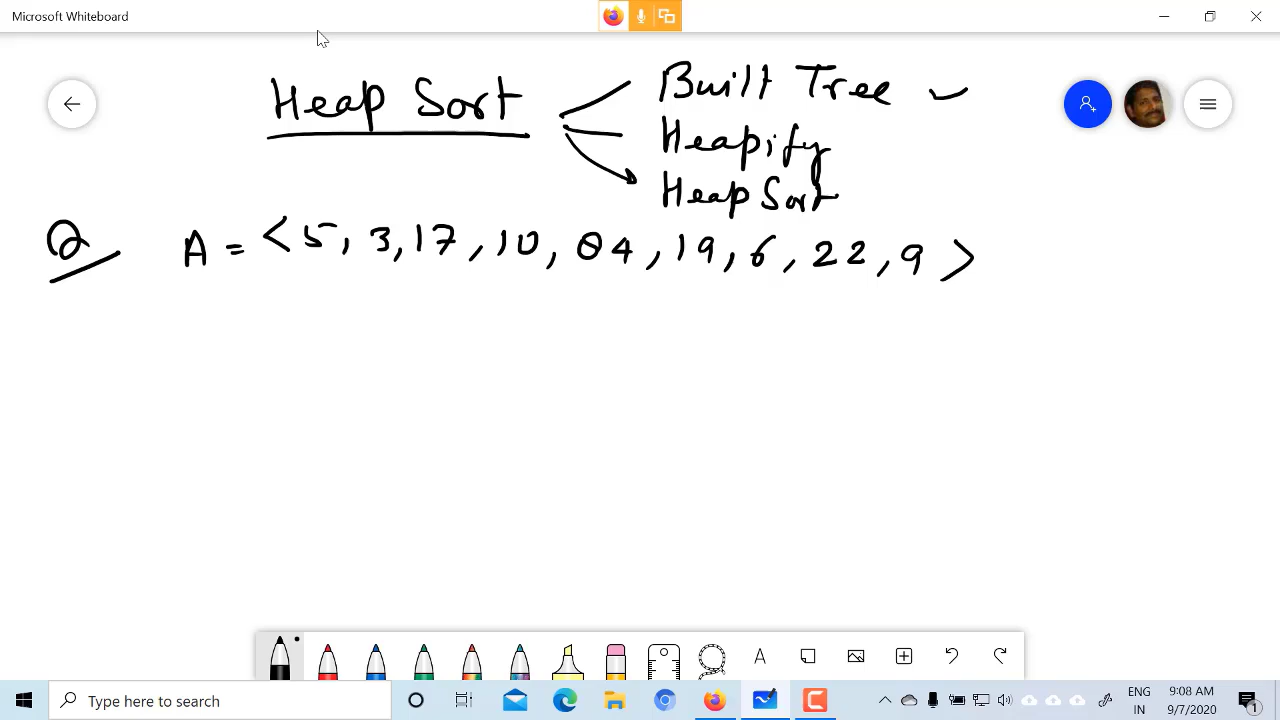 Microsoft Whiteboard
Heap Sort
Built Tree
Heapify
Heap Sort
Q A = < 5, 3, 17, 10, 84, 19, 6, 22, 9 >
A
Type here to search
ENG
IN
9:08 AM
9/7/2020
1